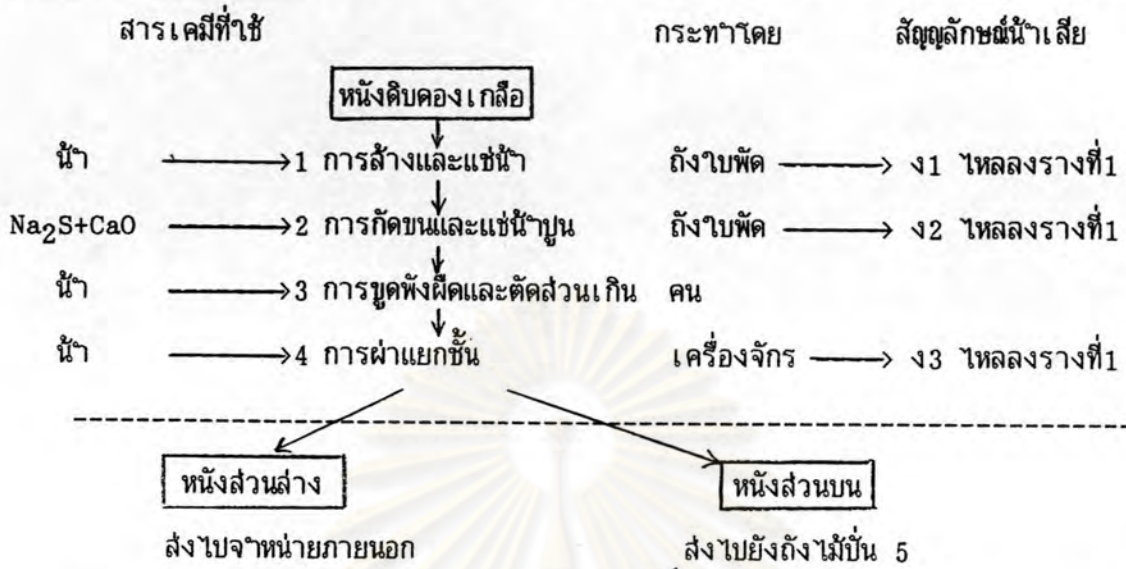 สารเคมีที่ใช้ กระทำโดย สัญญลักษณ์น้ำเสีย
หนังดิบดองเกลือ
น้ำ 1 การล้างและแช่น้ำ ถังใบพัด ง1 ไหลลงรางที่1
Na₂S+CaO 2 การกัดขนและแช่น้ำปูน ถังใบพัด ง2 ไหลลงรางที่1
น้ำ 3 การขูดพังผืดและตัดส่วนเกิน คน
น้ำ 4 การผ่าแยกชั้น เครื่องจักร ง3 ไหลลงรางที่1
หนังส่วนล่าง หนังส่วนบน
ส่งไปจำหน่ายภายนอก ส่งไปยังถังไม้ปั่น 5